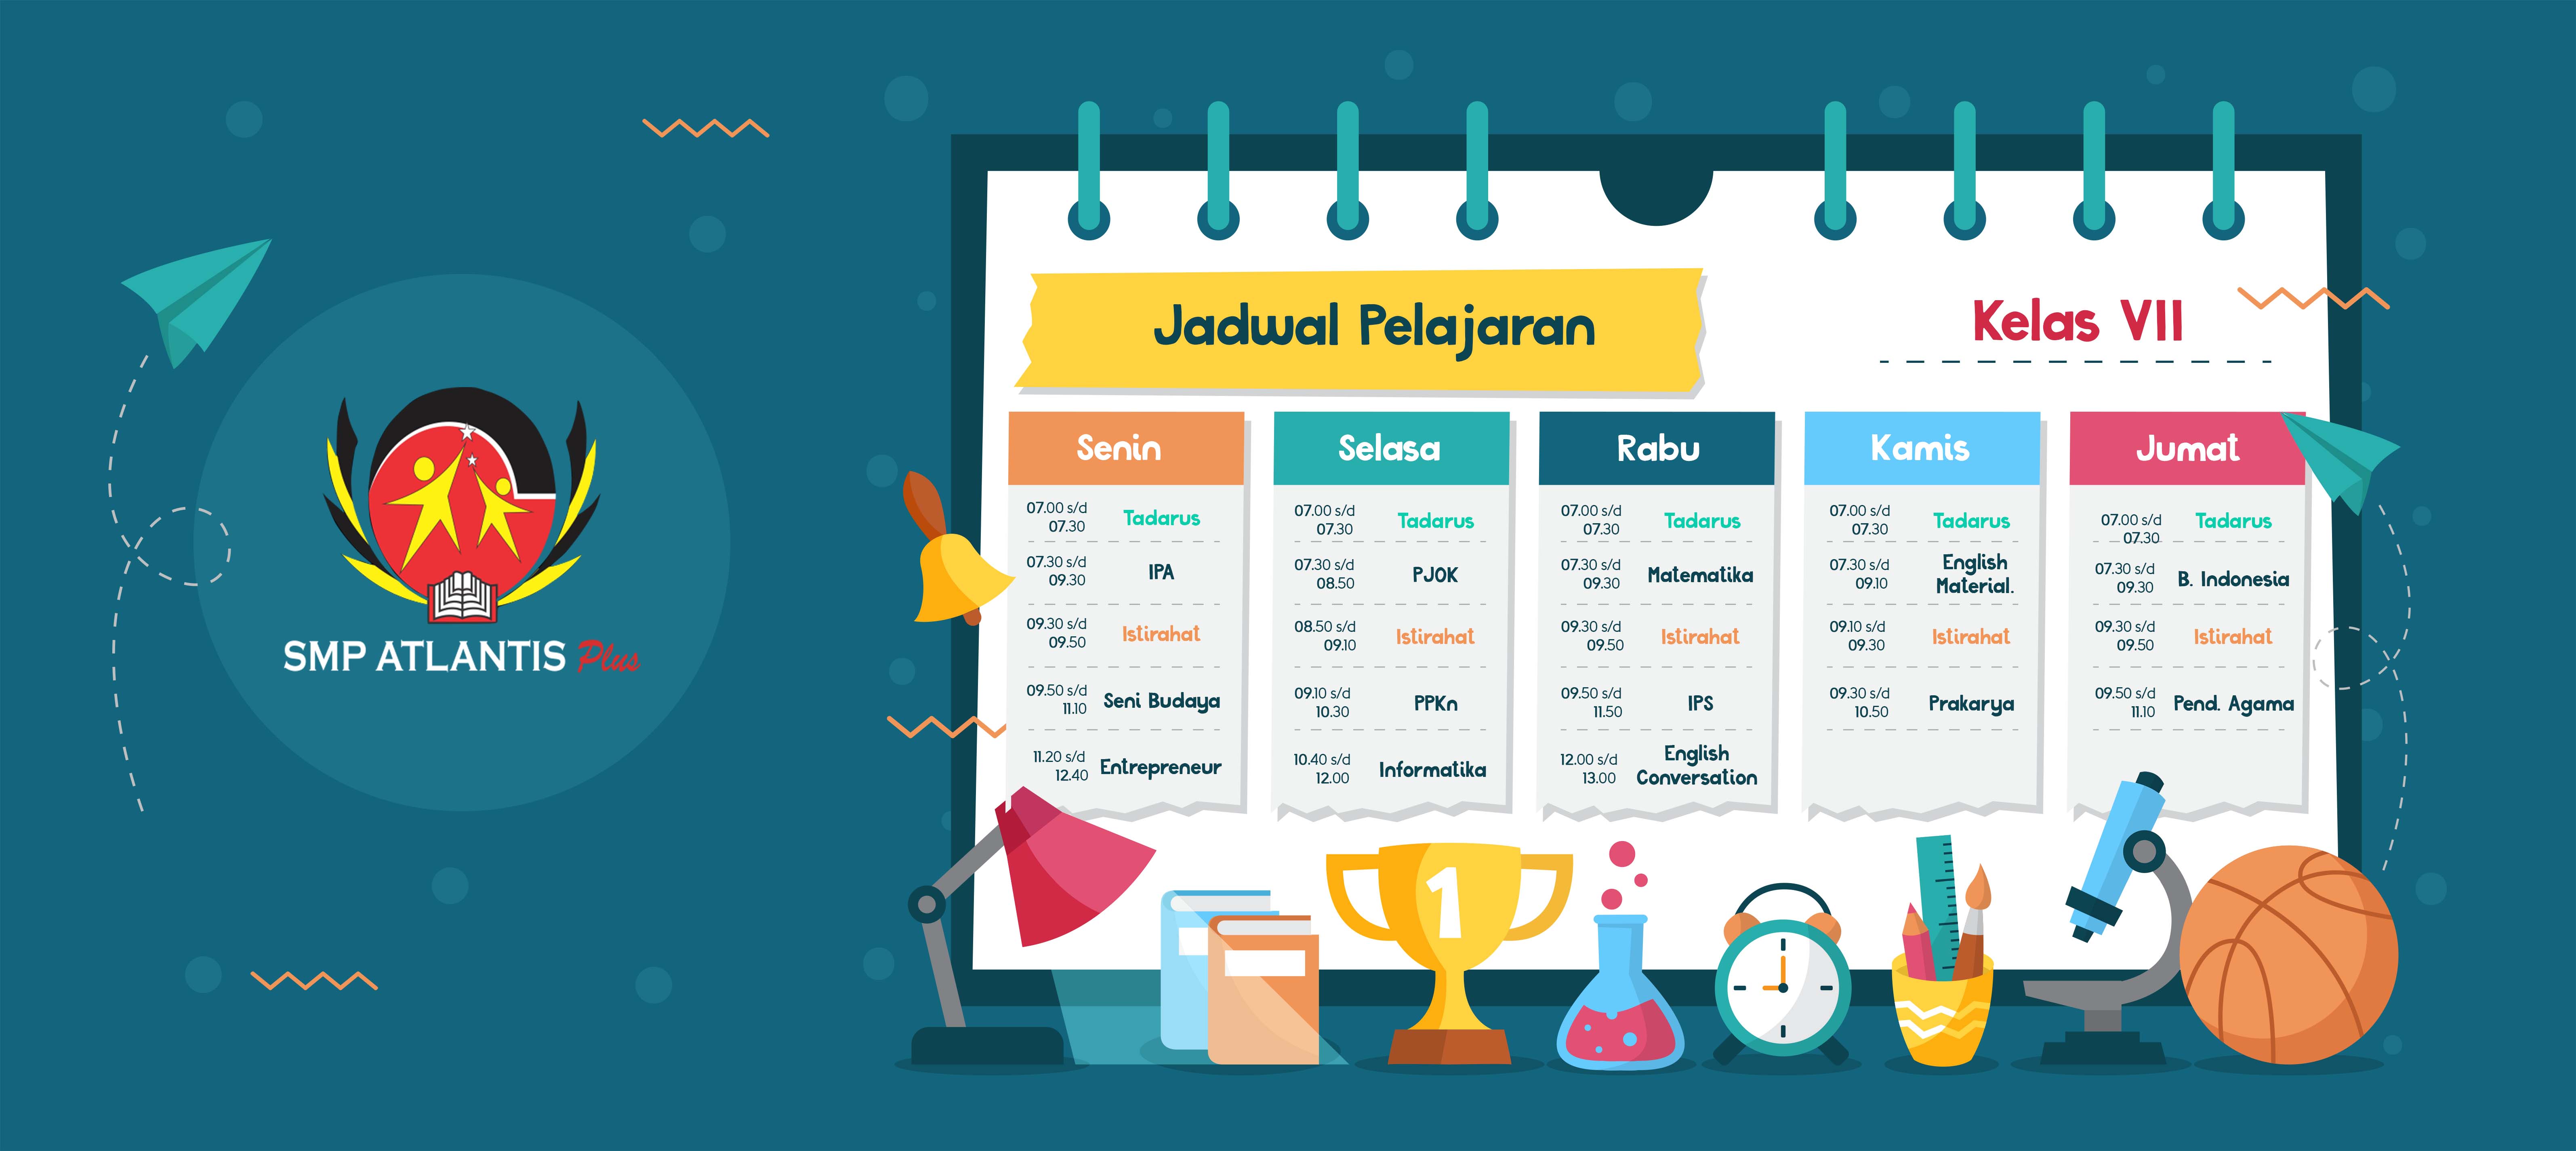 SMP ATLANTIS Plus
Jadwal Pelajaran
Kelas VII
Senin
07.00 s/d
07.30
Tadarus
07.30 s/d
09.30
IPA
09.30 s/d
09.50
Istirahat
09.50 s/d
11.10
Seni Budaya
11.20 s/d
12.40
Entrepreneur
Selasa
07.00 s/d
07.30
Tadarus
07.30 s/d
08.50
PJOK
08.50 s/d
09.10
Istirahat
09.10 s/d
10.30
PPKn
10.40 s/d
12.00
Informatika
Rabu
07.00 s/d
07.30
Tadarus
07.30 s/d
09.30
Matematika
09.30 s/d
09.50
Istirahat
09.50 s/d
11.50
IPS
12.00 s/d
13.00
English
Conversation
Kamis
07.00 s/d
07.30
Tadarus
07.30 s/d
09.10
English
Material.
09.10 s/d
09.30
Istirahat
09.30 s/d
10.50
Prakarya
Jumat
07.00 s/d
07.30
Tadarus
07.30 s/d
09.30
B. Indonesia
09.30 s/d
09.50
Istirahat
09.50 s/d
11.10
Pend. Agama
1